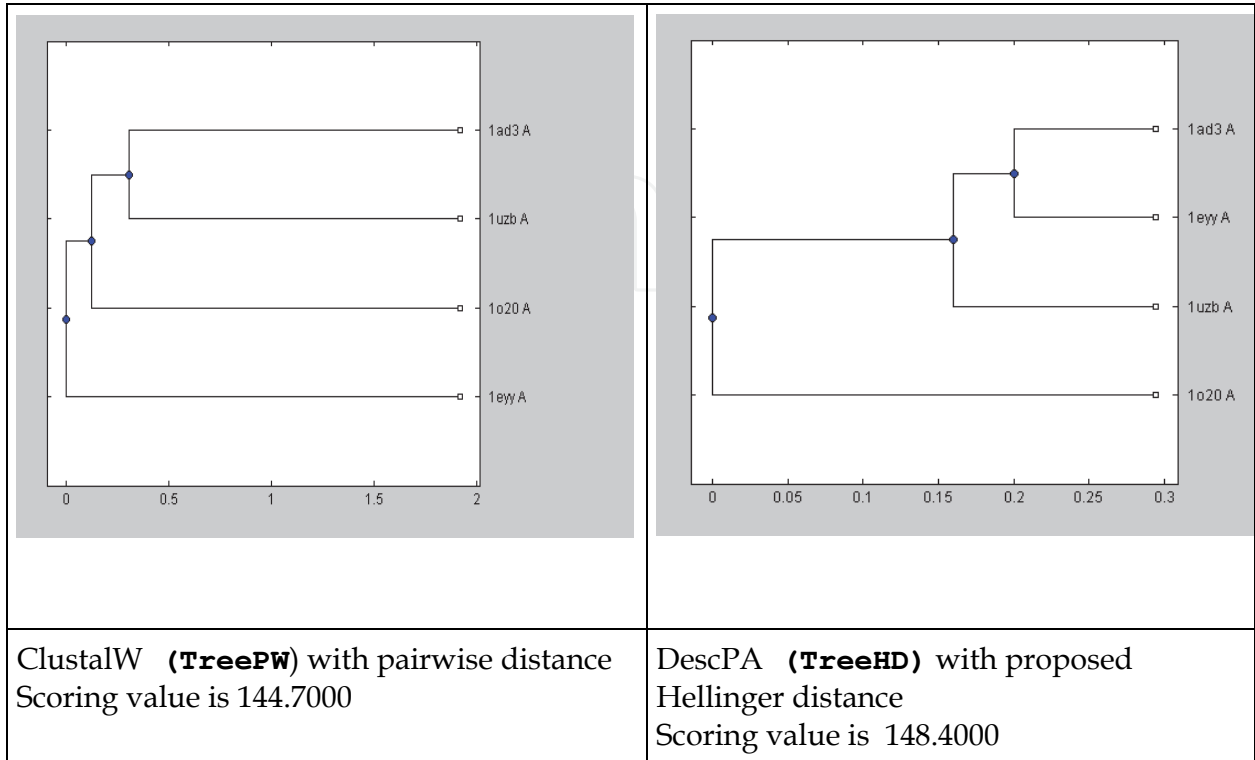 1ad3 A
1uzb A
1o20 A
1eyy A
0 0.5 1 1.5 2
1ad3 A
1eyy A
1uzb A
1o20 A
0 0.05 0.1 0.15 0.2 0.25 0.3
ClustalW (TreePW) with pairwise distance
Scoring value is 144.7000
DescPA (TreeHD) with proposed
Hellinger distance
Scoring value is 148.4000